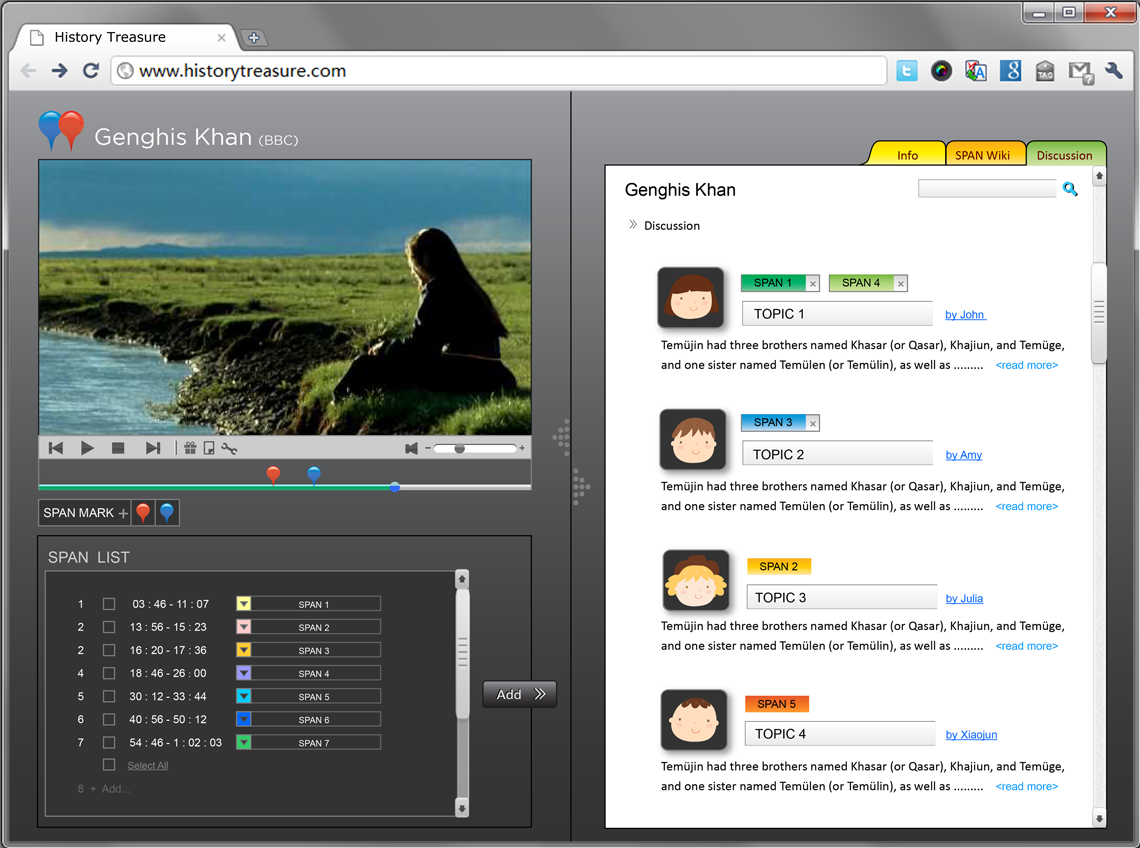 History Treasure
www.historytreasure.com
Genghis Khan (BBC)
SPAN MARK +
SPAN LIST
1 03 : 46 - 11 : 07 SPAN 1
2 13 : 56 - 15 : 23 SPAN 2
2 16 : 20 - 17 : 36 SPAN 3
4 18 : 46 - 26 : 00 SPAN 4
5 30 : 12 - 33 : 44 SPAN 5
6 40 : 56 - 50 : 12 SPAN 6
7 54 : 46 - 1 : 02 : 03 SPAN 7
Select All
8 + Add...
Add
Info SPAN Wiki Discussion
Genghis Khan
Discussion
SPAN 1 × SPAN 4 ×
TOPIC 1 by John
Temüjin had three brothers named Khasar (or Qasar), Khajiun, and Temüge,
and one sister named Temülen (or Temülin), as well as ......... <read more>
SPAN 3 ×
TOPIC 2 by Amy
Temüjin had three brothers named Khasar (or Qasar), Khajiun, and Temüge,
and one sister named Temülen (or Temülin), as well as ......... <read more>
SPAN 2
TOPIC 3 by Julia
Temüjin had three brothers named Khasar (or Qasar), Khajiun, and Temüge,
and one sister named Temülen (or Temülin), as well as ......... <read more>
SPAN 5
TOPIC 4 by Xiaojun
Temüjin had three brothers named Khasar (or Qasar), Khajiun, and Temüge,
and one sister named Temülen (or Temülin), as well as ......... <read more>